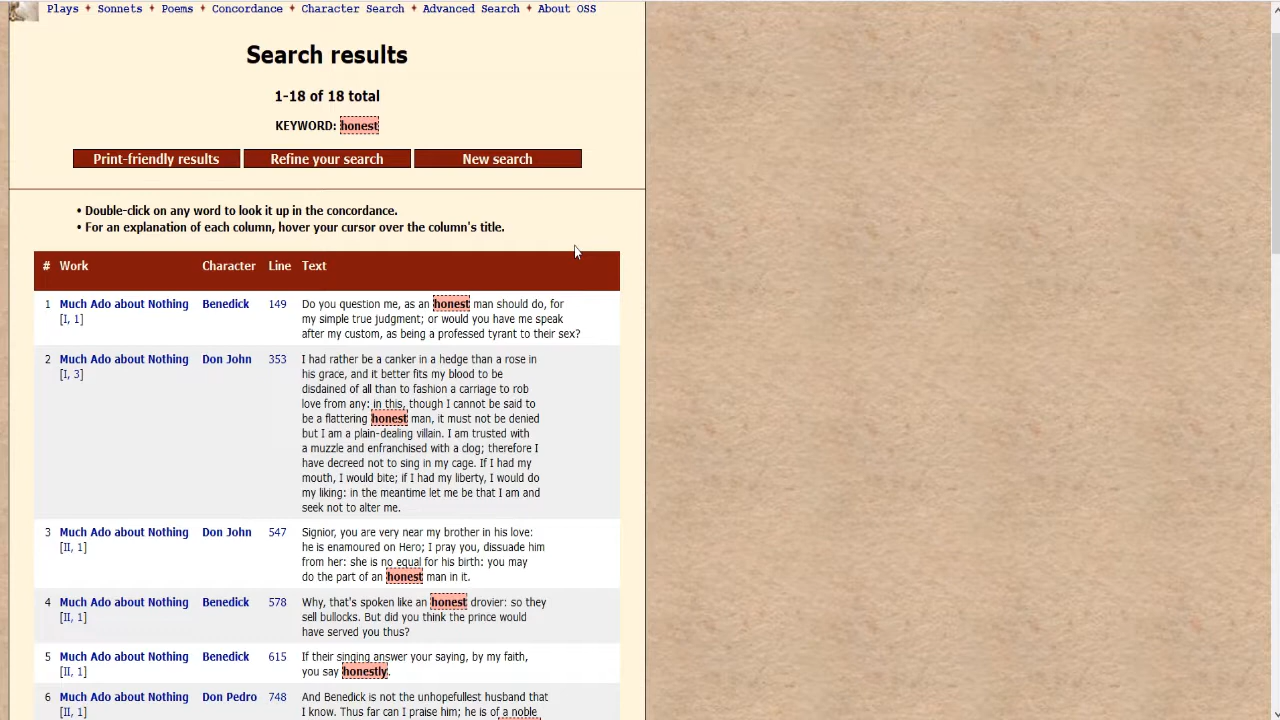 Plays ♦ Sonnets ♦ Poems ♦ Concordance ♦ Character Search ♦ Advanced Search ♦ About OSS
Search results
1-18 of 18 total
KEYWORD: honest
Print-friendly results Refine your search New search
• Double-click on any word to look it up in the concordance.
• For an explanation of each column, hover your cursor over the column's title.
# Work Character Line Text
1 Much Ado about Nothing Benedick 149 Do you question me, as an honest man should do, for
[I, 1] my simple true judgment; or would you have me speak
after my custom, as being a professed tyrant to their sex?
2 Much Ado about Nothing Don John 353 I had rather be a canker in a hedge than a rose in
[I, 3] his grace, and it better fits my blood to be
disdained of all than to fashion a carriage to rob
love from any: in this, though I cannot be said to
be a flattering honest man, it must not be denied
but I am a plain-dealing villain. I am trusted with
a muzzle and enfranchised with a clog; therefore I
have decreed not to sing in my cage. If I had my
mouth, I would bite; if I had my liberty, I would do
my liking: in the meantime let me be that I am and
seek not to alter me.
3 Much Ado about Nothing Don John 547 Signior, you are very near my brother in his love:
[II, 1] he is enamoured on Hero; I pray you, dissuade him
from her: she is no equal for his birth: you may
do the part of an honest man in it.
4 Much Ado about Nothing Benedick 578 Why, that's spoken like an honest drovier: so they
[II, 1] sell bullocks. But did you think the prince would
have served you thus?
5 Much Ado about Nothing Benedick 615 If their singing answer your saying, by my faith,
[II, 1] you say honestly.
6 Much Ado about Nothing Don Pedro 748 And Benedick is not the unhopefullest husband that
[II, 1] I know. Thus far can I praise him; he is of a noble